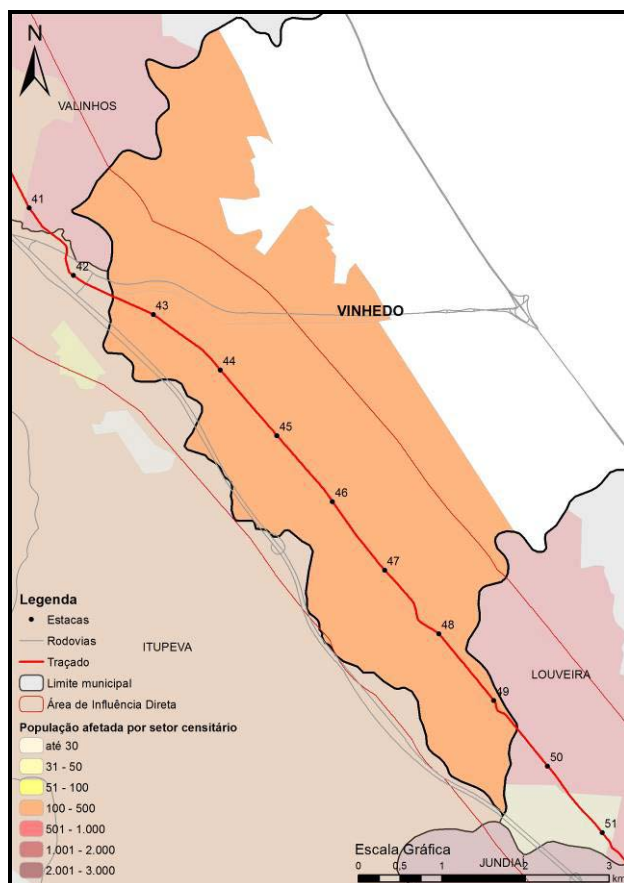 N
VALINHOS
41
42
43
VINHEDO
44
45
46
47
48
49
50
51
ITUPEVA
LOUVEIRA
Legenda
Estacas
Rodovias
Traçado
Limite municipal
Área de Influência Direta
População afetada por setor censitário
até 30
31 - 50
51 - 100
100 - 500
501 - 1.000
1.001 - 2.000
2.001 - 3.000
Escala Gráfica
0 0,5 1 2 3
km
JUNDIAÍ